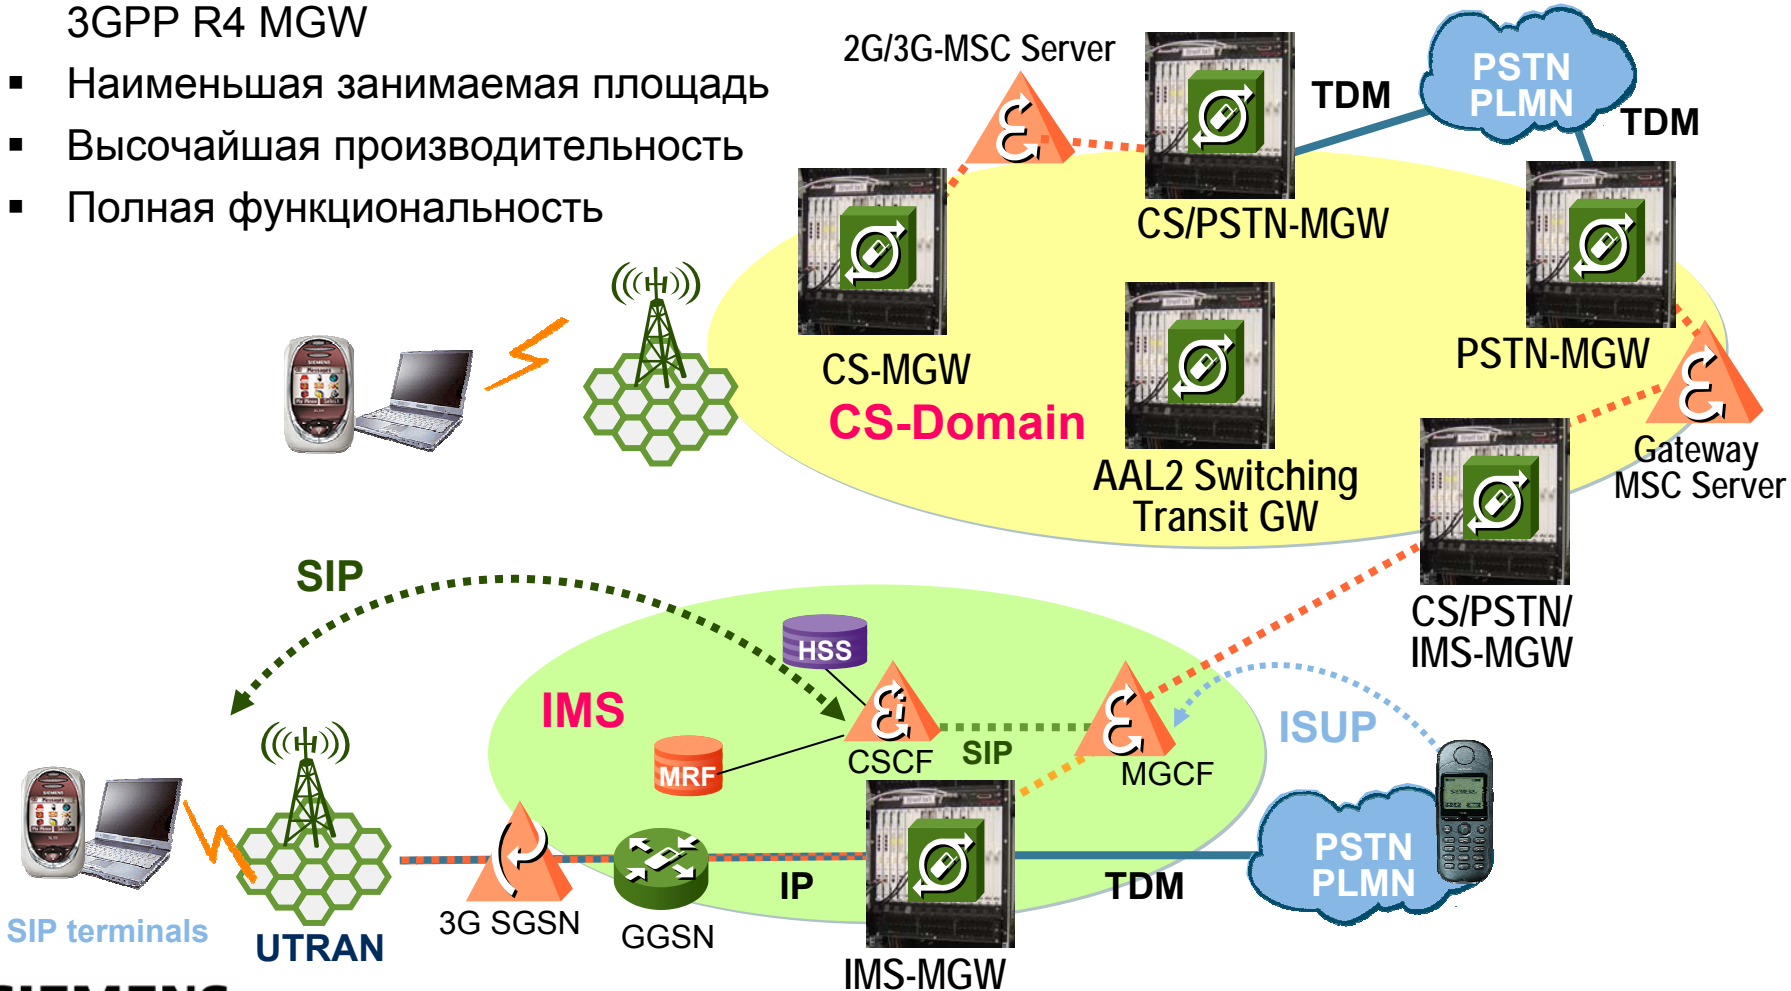 3GPP R4 MGW
▪ Наименьшая занимаемая площадь
▪ Высочайшая производительность
▪ Полная функциональность
2G/3G-MSC Server
TDM
PSTN
PLMN
TDM
CS/PSTN-MGW
CS-MGW
PSTN-MGW
CS-Domain
AAL2 Switching
Transit GW
Gateway
MSC Server
CS/PSTN/
IMS-MGW
SIP
HSS
IMS
MRF
CSCF
SIP
MGCF
ISUP
SIEMENS
Messages
SIP terminals
UTRAN
3G SGSN
GGSN
IP
IMS-MGW
TDM
PSTN
PLMN
SIEMENS